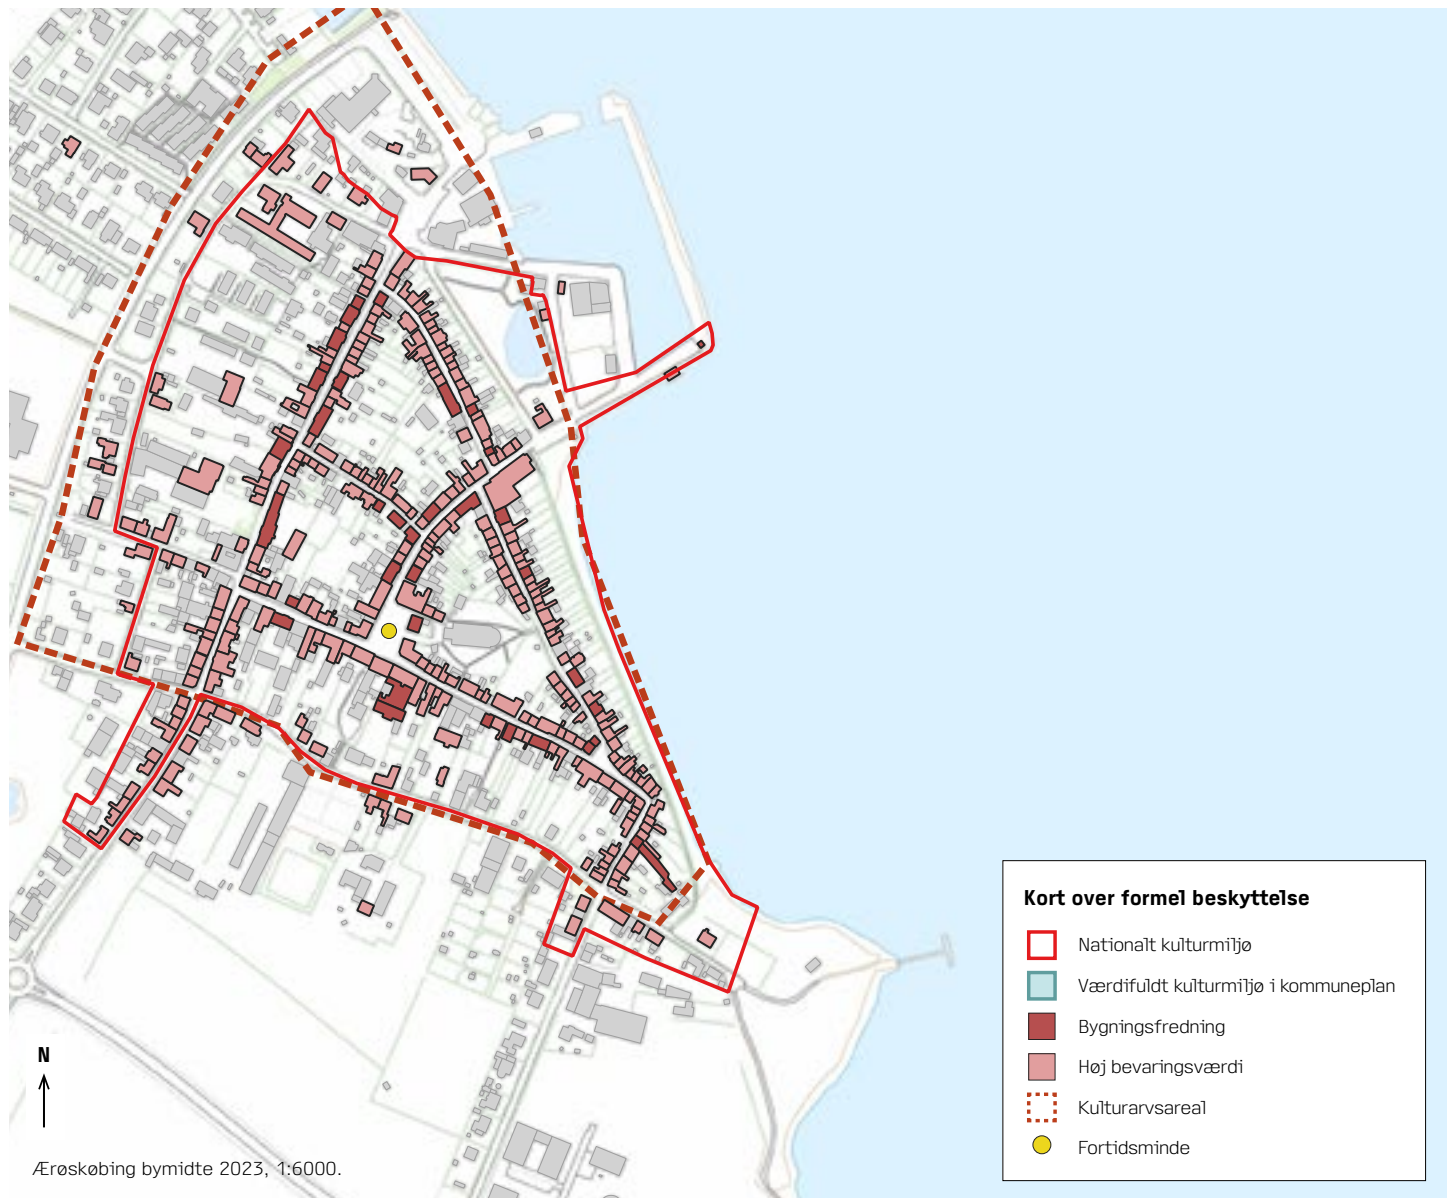 Kort over formel beskyttelse
Nationalt kulturmiljø
Værdifuldt kulturmiljø i kommuneplan
Bygningsfredning
Høj bevaringsværdi
Kulturarvsareal
Fortidsminde
N
Ærøskøbing bymidte 2023, 1:6000.